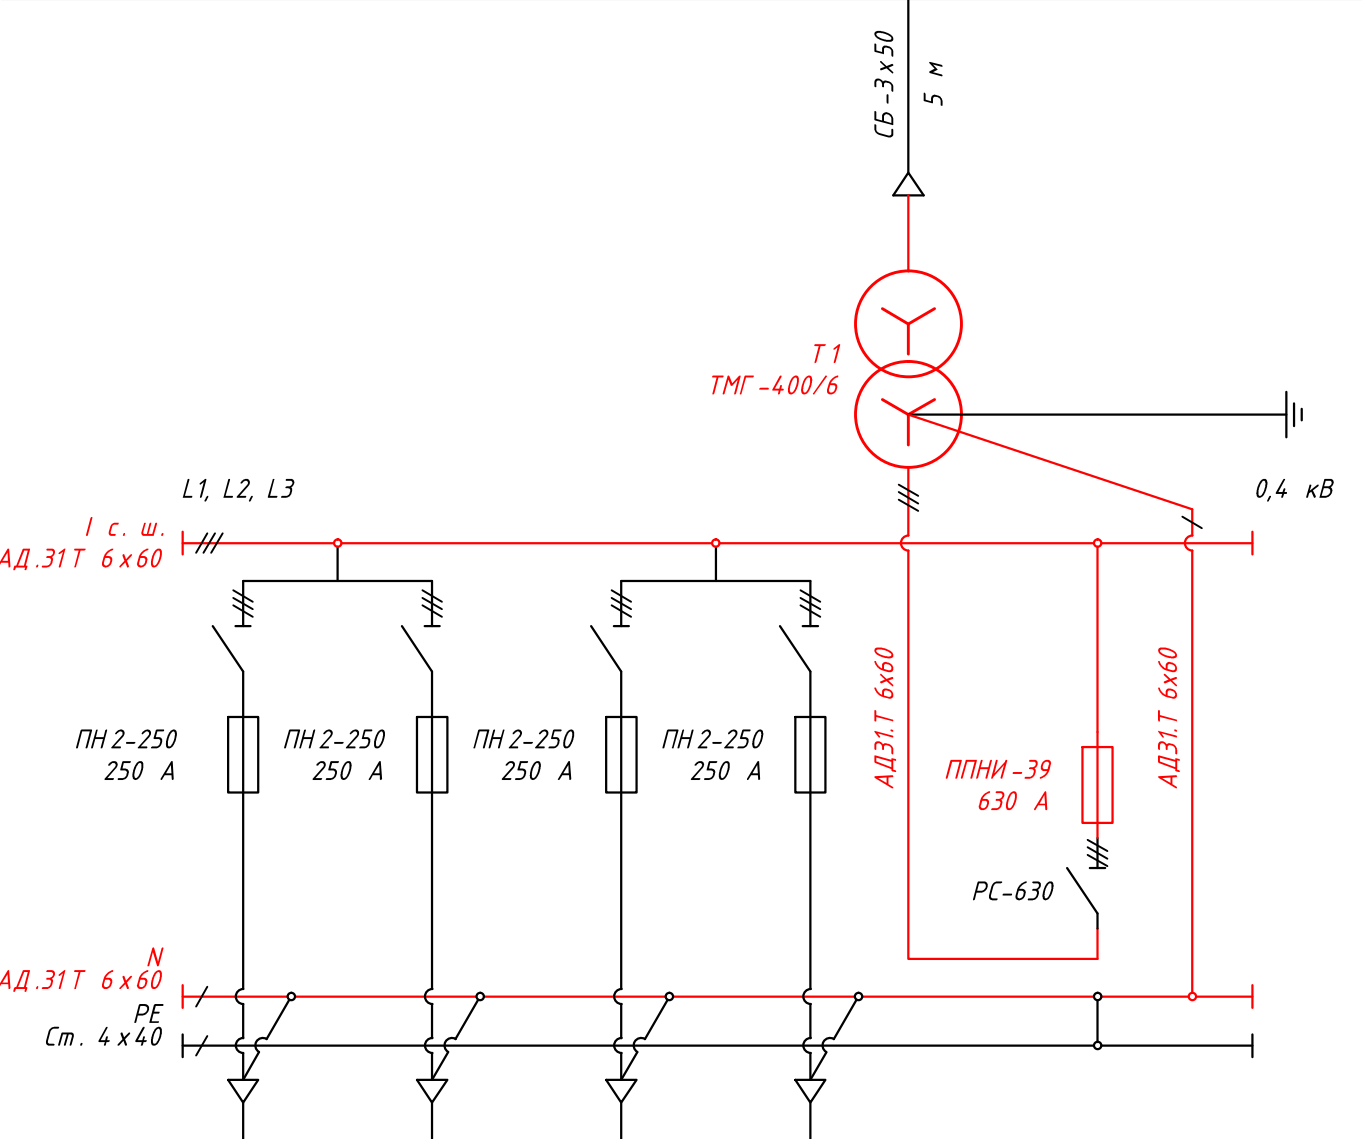 СБ-3х50
5 м
Т1
ТМГ-400/6
L1, L2, L3
0,4 кВ
I с. ш.
АД.31Т 6х60
ПН2-250
250 А
ПН2-250
250 А
ПН2-250
250 А
ПН2-250
250 А
АД31.Т 6х60
ППНИ-39
630 А
АД31.Т 6х60
РС-630
N
АД.31Т 6х60
РЕ
Ст. 4х40